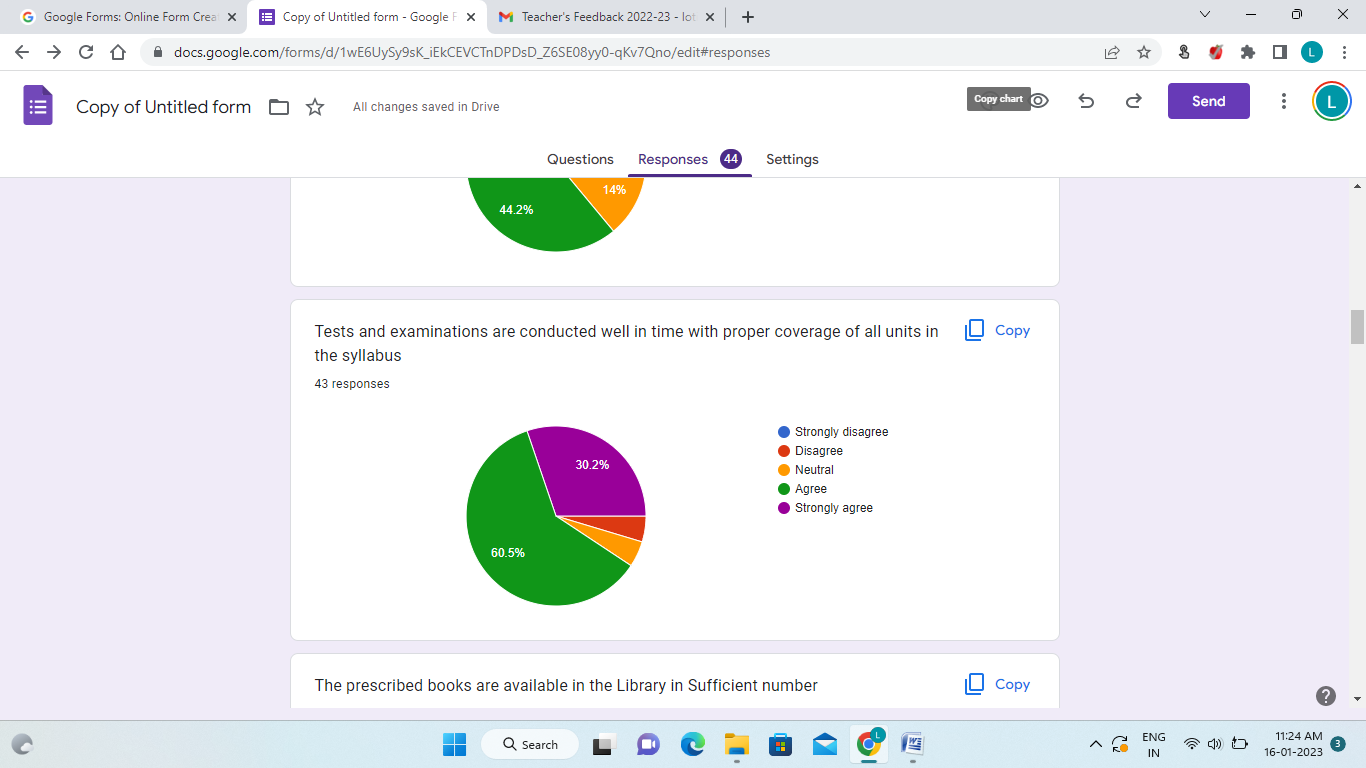 Google Forms: Online Form Crea
Copy of Untitled form - Google F
Teacher's Feedback 2022-23 - lot
docs.google.com/forms/d/1wE6UySy9sK_iEkCEVCTnDPDsD_Z6SE08yy0-qKv7Qno/edit#responses
L
Copy of Untitled form
All changes saved in Drive
Copy chart
Send
L
Questions
Responses 44
Settings
14%
44.2%
Tests and examinations are conducted well in time with proper coverage of all units in
the syllabus
Copy
43 responses
30.2%
60.5%
Strongly disagree
Disagree
Neutral
Agree
Strongly agree
The prescribed books are available in the Library in Sufficient number
Copy
?
Search
L
W
ENG
IN
11:24 AM
16-01-2023
3